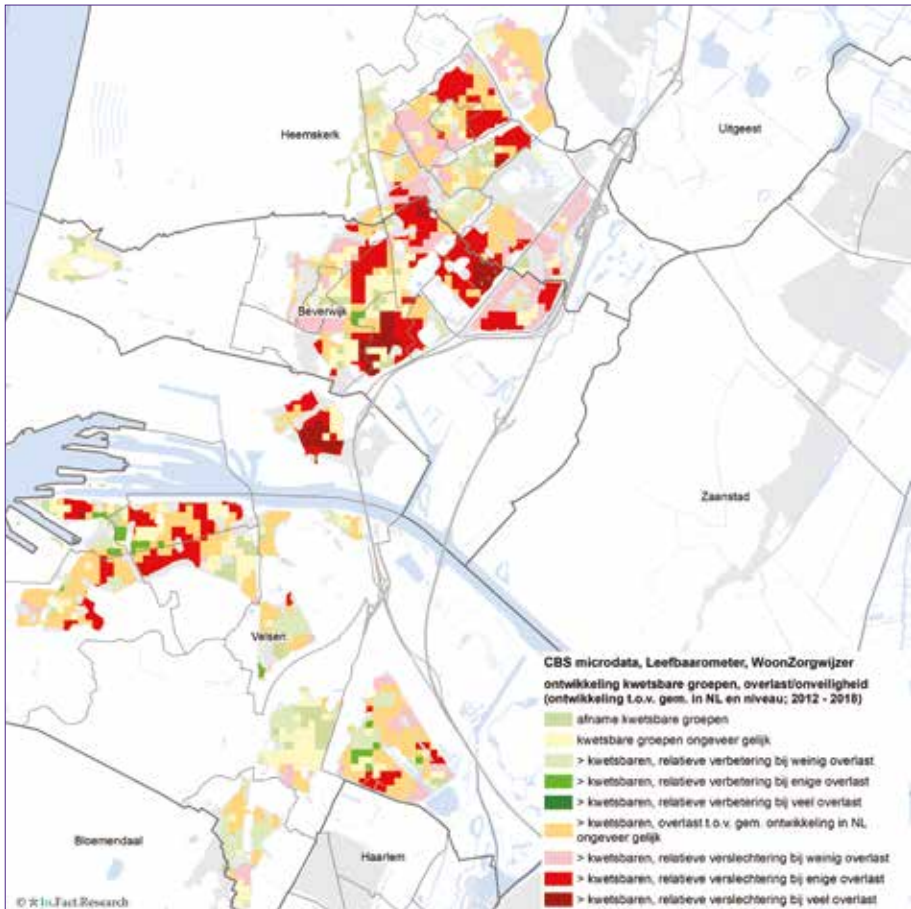 Heemskerk
Uitgeest
Beverwijk
Zaanstad
Velsen
Bloemendaal
Haarlem
CBS microdata, Leefbaarometer, WoonZorgwijzer
ontwikkeling kwetsbare groepen, overlast/onveiligheid
(ontwikkeling t.o.v. gem. in NL en niveau; 2012 - 2018)
afname kwetsbare groepen
kwetsbare groepen ongeveer gelijk
> kwetsbaren, relatieve verbetering bij weinig overlast
> kwetsbaren, relatieve verbetering bij enige overlast
> kwetsbaren, relatieve verbetering bij veel overlast
> kwetsbaren, overlast t.o.v. gem. ontwikkeling in NL
ongeveer gelijk
> kwetsbaren, relatieve verslechtering bij weinig overlast
> kwetsbaren, relatieve verslechtering bij enige overlast
> kwetsbaren, relatieve verslechtering bij veel overlast
© In.Fact.Research